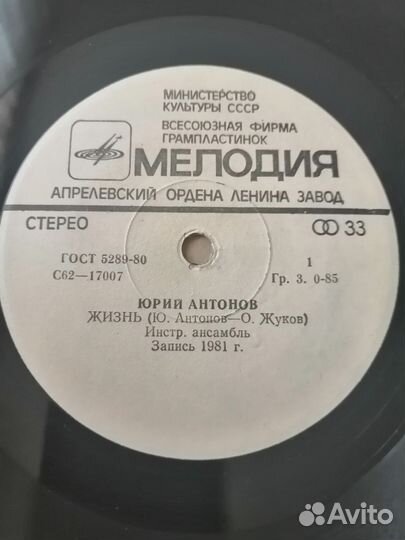 МИНИСТЕРСТВО
КУЛЬТУРЫ СССР
ВСЕСОЮЗНАЯ ФИРМА
ГРАМПЛАСТИНОК
МЕЛОДИЯ
АПРЕЛЕВСКИЙ ОРДЕНА ЛЕНИНА ЗАВОД
СТЕРЕО 33
ГОСТ 5289-80 1
С62—17007 Гр. 3. 0-85
ЮРИЙ АНТОНОВ
ЖИЗНЬ (Ю. Антонов—О. Жуков)
Инстр. ансамбль
Запись 1981 г.
Avito